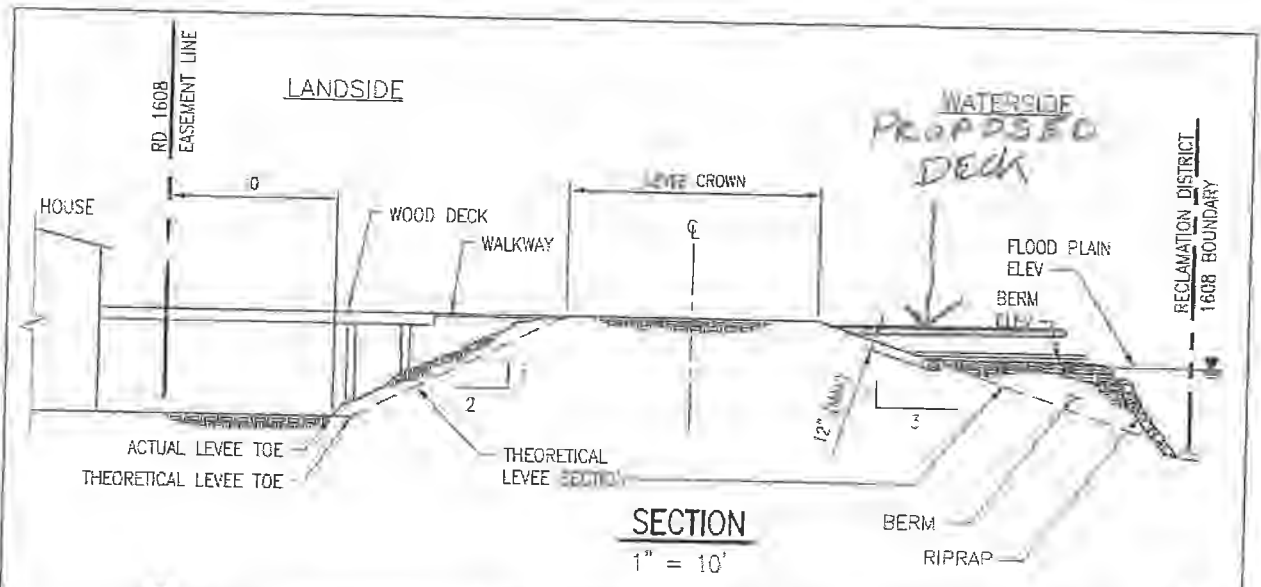 RD 1608
EASEMENT LINE
LANDSIDE
WATERSIDE
PROPOSED
DECK
RECLAMATION DISTRICT
1608 BOUNDARY
HOUSE
0
WOOD DECK
WALKWAY
LEVEE CROWN
℄
FLOOD PLAIN
ELEV
BERM
ELEV
1
2
12"
3
ACTUAL LEVEE TOE
THEORETICAL LEVEE TOE
THEORETICAL
LEVEE SECTION
SECTION
1" = 10'
BERM
RIPRAP